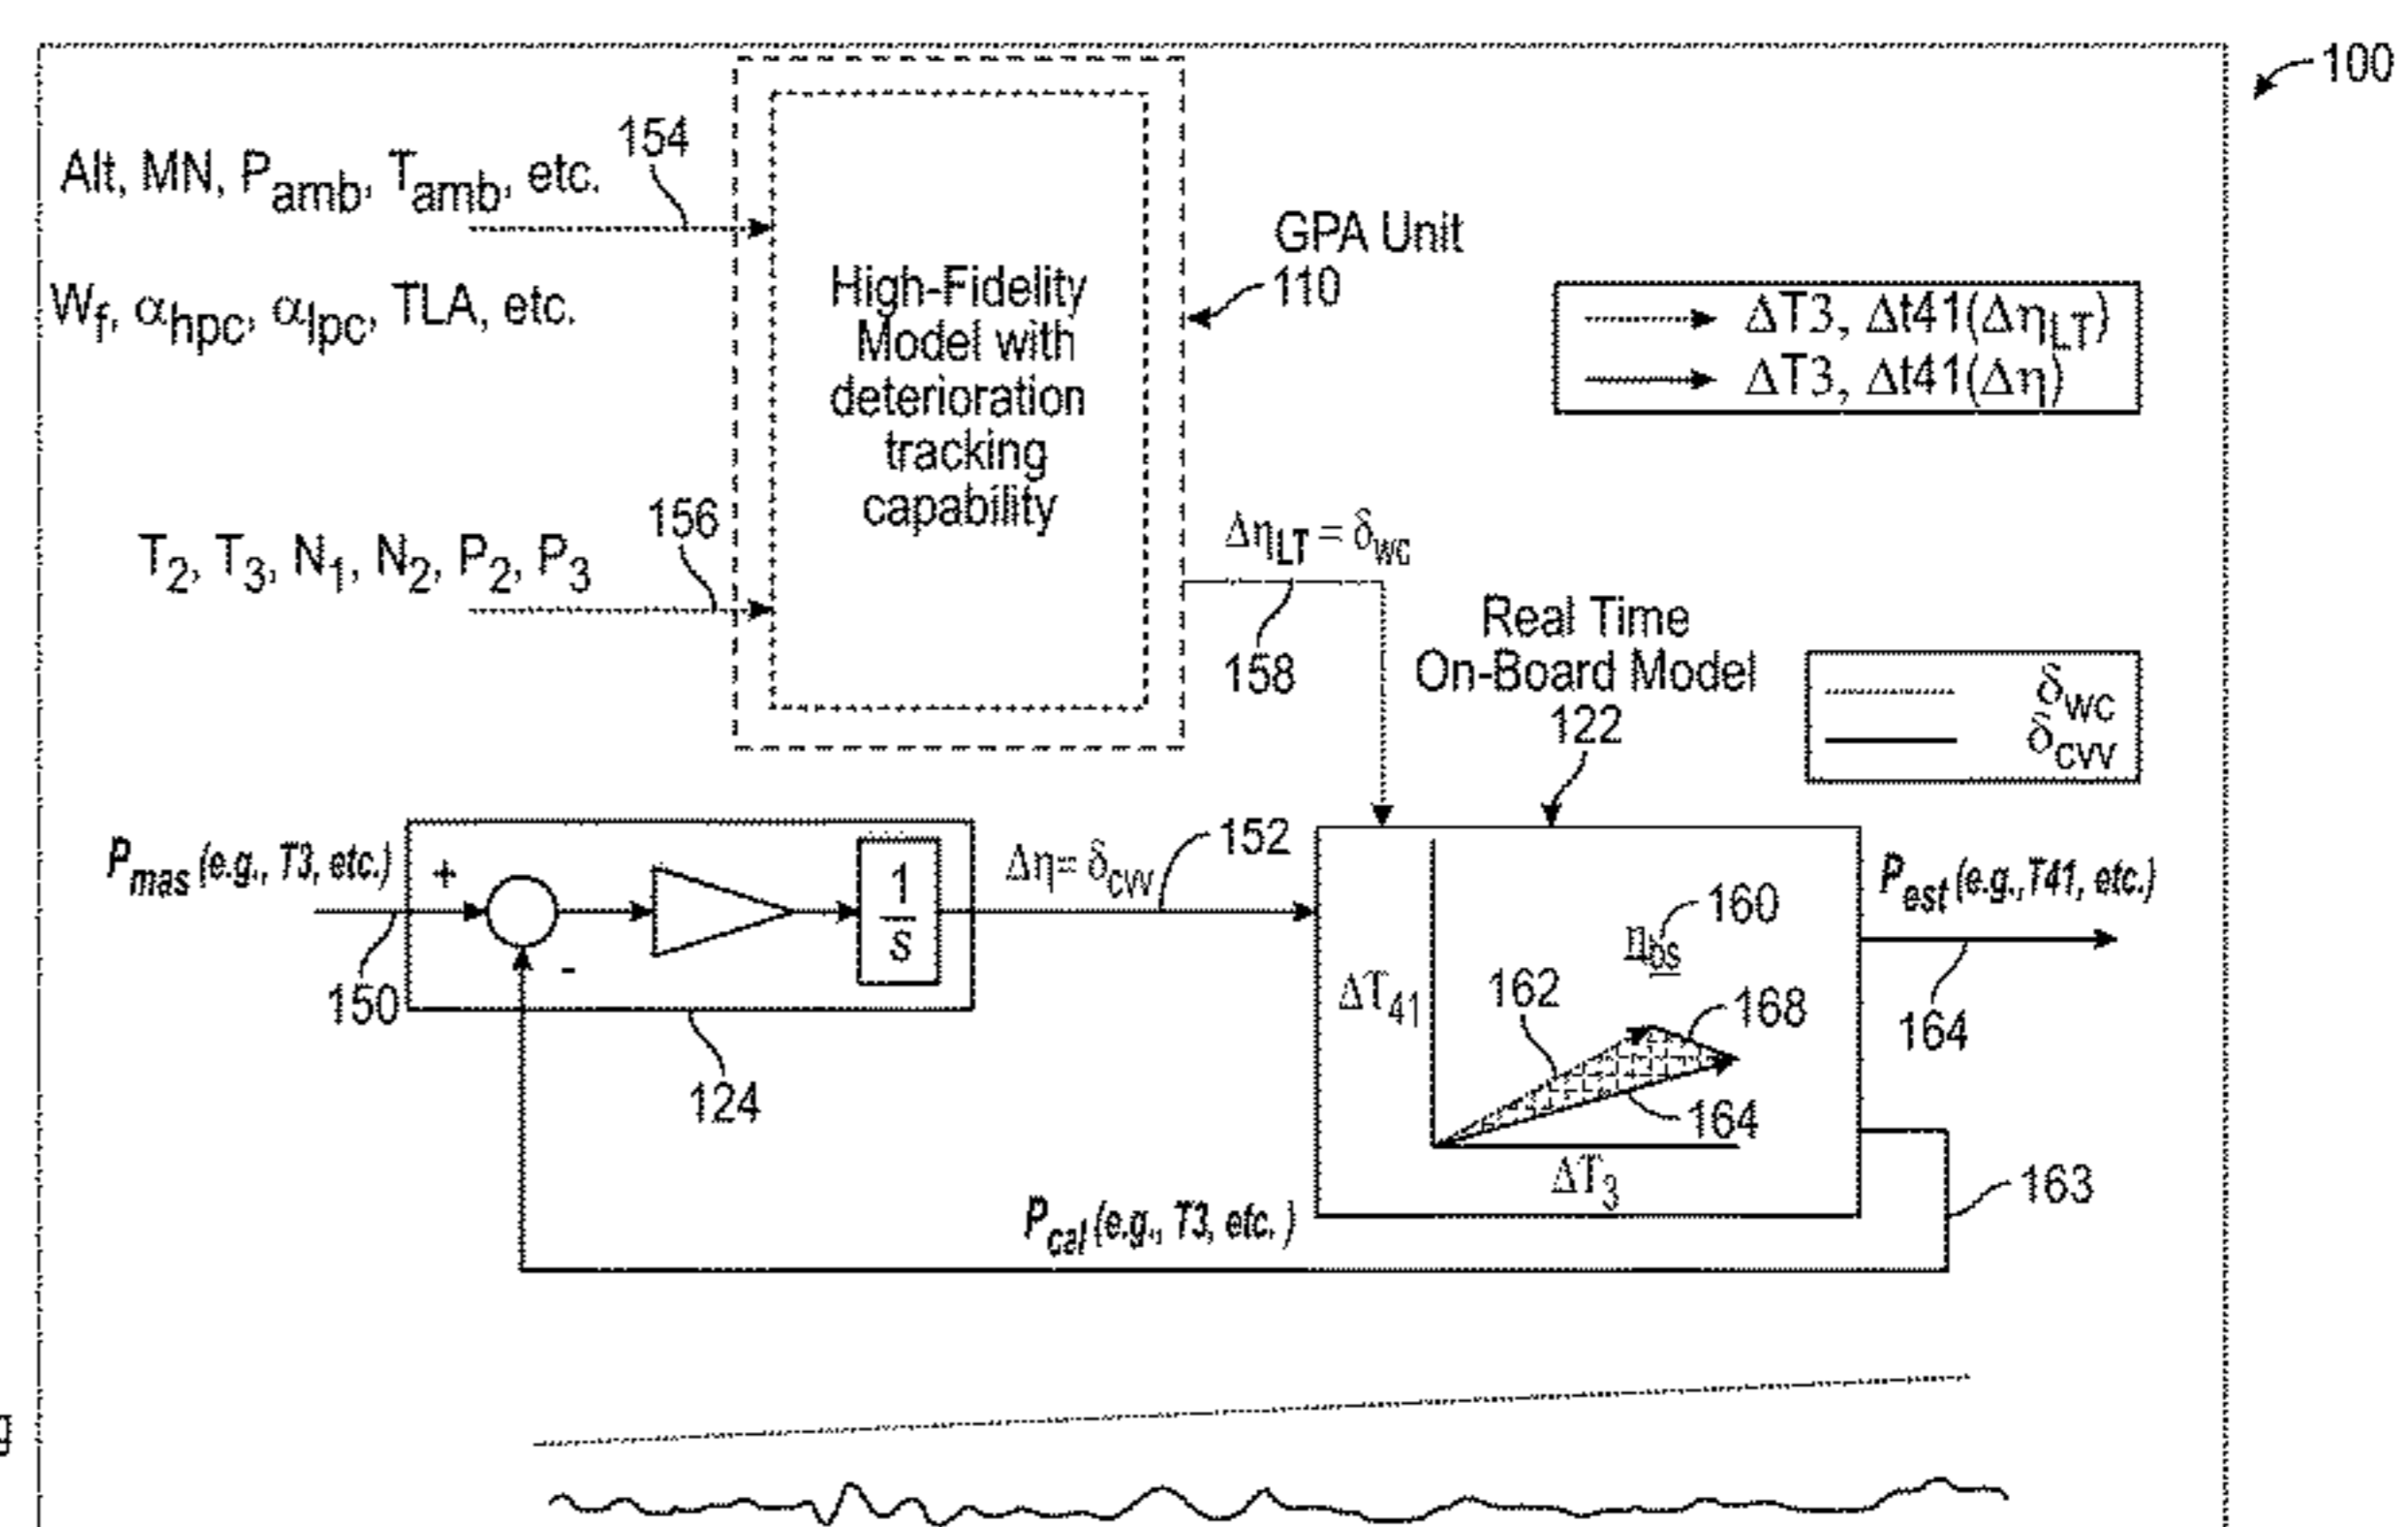 100
154
Alt, MN, Pamb, Tamb, etc.
Wf, αhpc, αlpc, TLA, etc.
GPA Unit
110
High-Fidelity
Model with
deterioration
tracking
capability
ΔT3, Δt41(ΔηLT)
ΔT3, Δt41(Δη)
156
T2, T3, N1, N2, P2, P3
ΔηLT = δwc
158
Real Time
On-Board Model
122
δwc
δcvv
Pmas (e.g., T3, etc.)
+
-
1
s
150
124
Δη= δcvv
152
ηbs
160
162
168
164
ΔT41
ΔT3
Pest (e.g.,T41, etc.)
164
163
Pcal (e.g., T3, etc.)